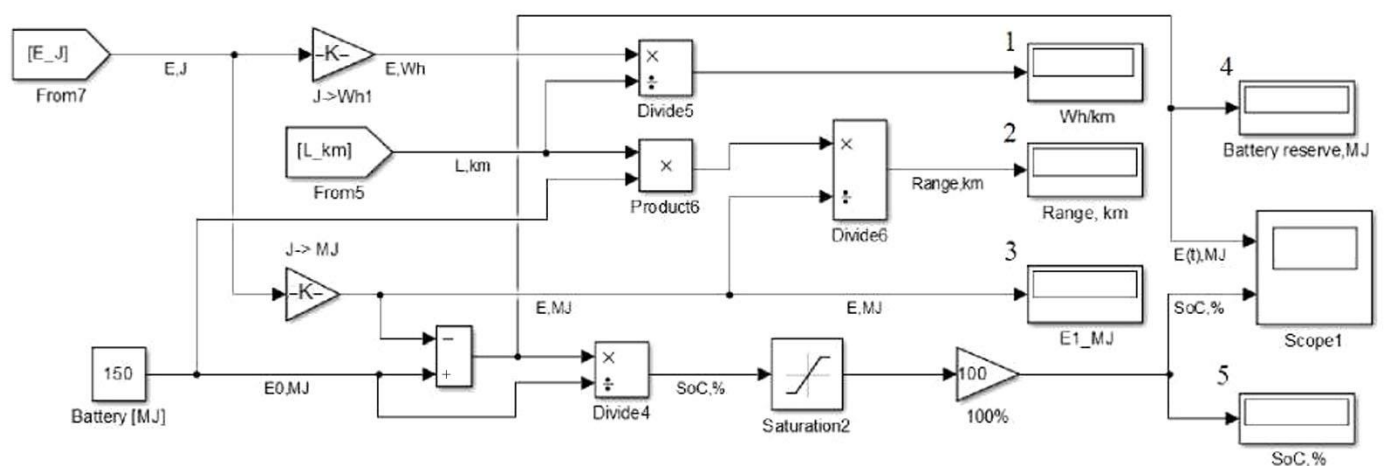 [E_J]
From7
E,J
-K-
J->Wh1
E,Wh
×
÷
Divide5
1
Wh/km
4
Battery reserve,MJ
[L_km]
From5
L,km
×
Product6
×
÷
Divide6
Range,km
2
Range, km
J-> MJ
-K-
E,MJ
E,MJ
3
E1_MJ
E(t),MJ
SoC,%
Scope1
150
Battery [MJ]
E0,MJ
−
+
×
÷
Divide4
SoC,%
Saturation2
100
100%
5
SoC,%